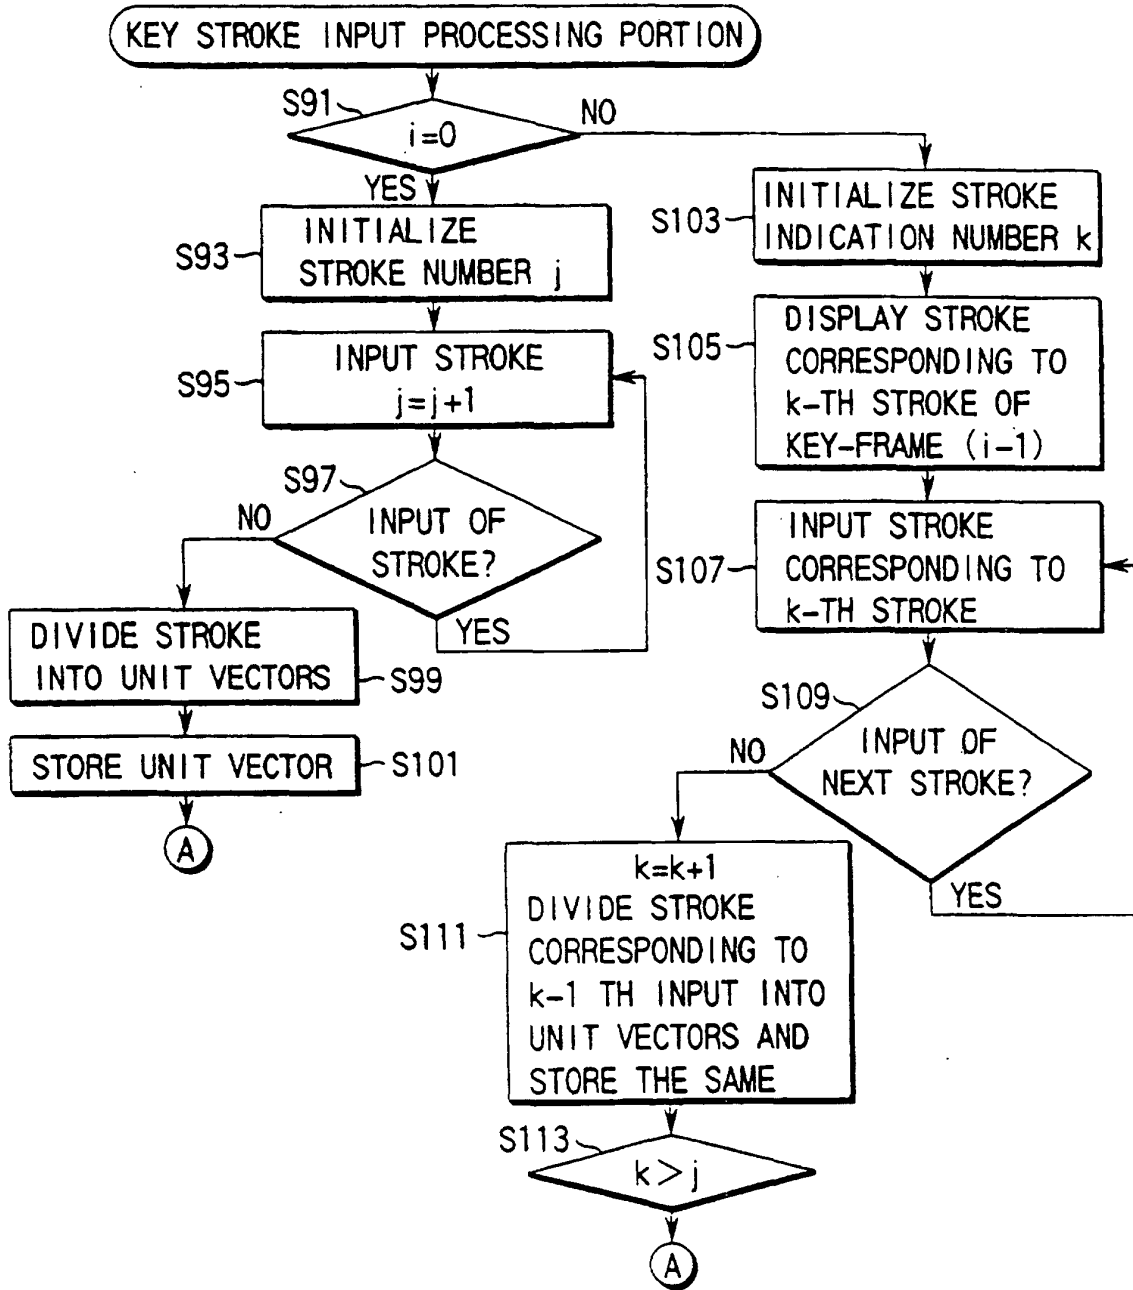 KEY STROKE INPUT PROCESSING PORTION
S91
i=0
NO
YES
S93
INITIALIZE
STROKE NUMBER j
S95
INPUT STROKE
j=j+1
S97
INPUT OF
STROKE?
NO
YES
DIVIDE STROKE
INTO UNIT VECTORS
S99
STORE UNIT VECTOR
S101
A
S103
INITIALIZE STROKE
INDICATION NUMBER k
S105
DISPLAY STROKE
CORRESPONDING TO
k-TH STROKE OF
KEY-FRAME (i-1)
S107
INPUT STROKE
CORRESPONDING TO
k-TH STROKE
S109
INPUT OF
NEXT STROKE?
NO
YES
S111
k=k+1
DIVIDE STROKE
CORRESPONDING TO
k-1 TH INPUT INTO
UNIT VECTORS AND
STORE THE SAME
S113
k>j
A